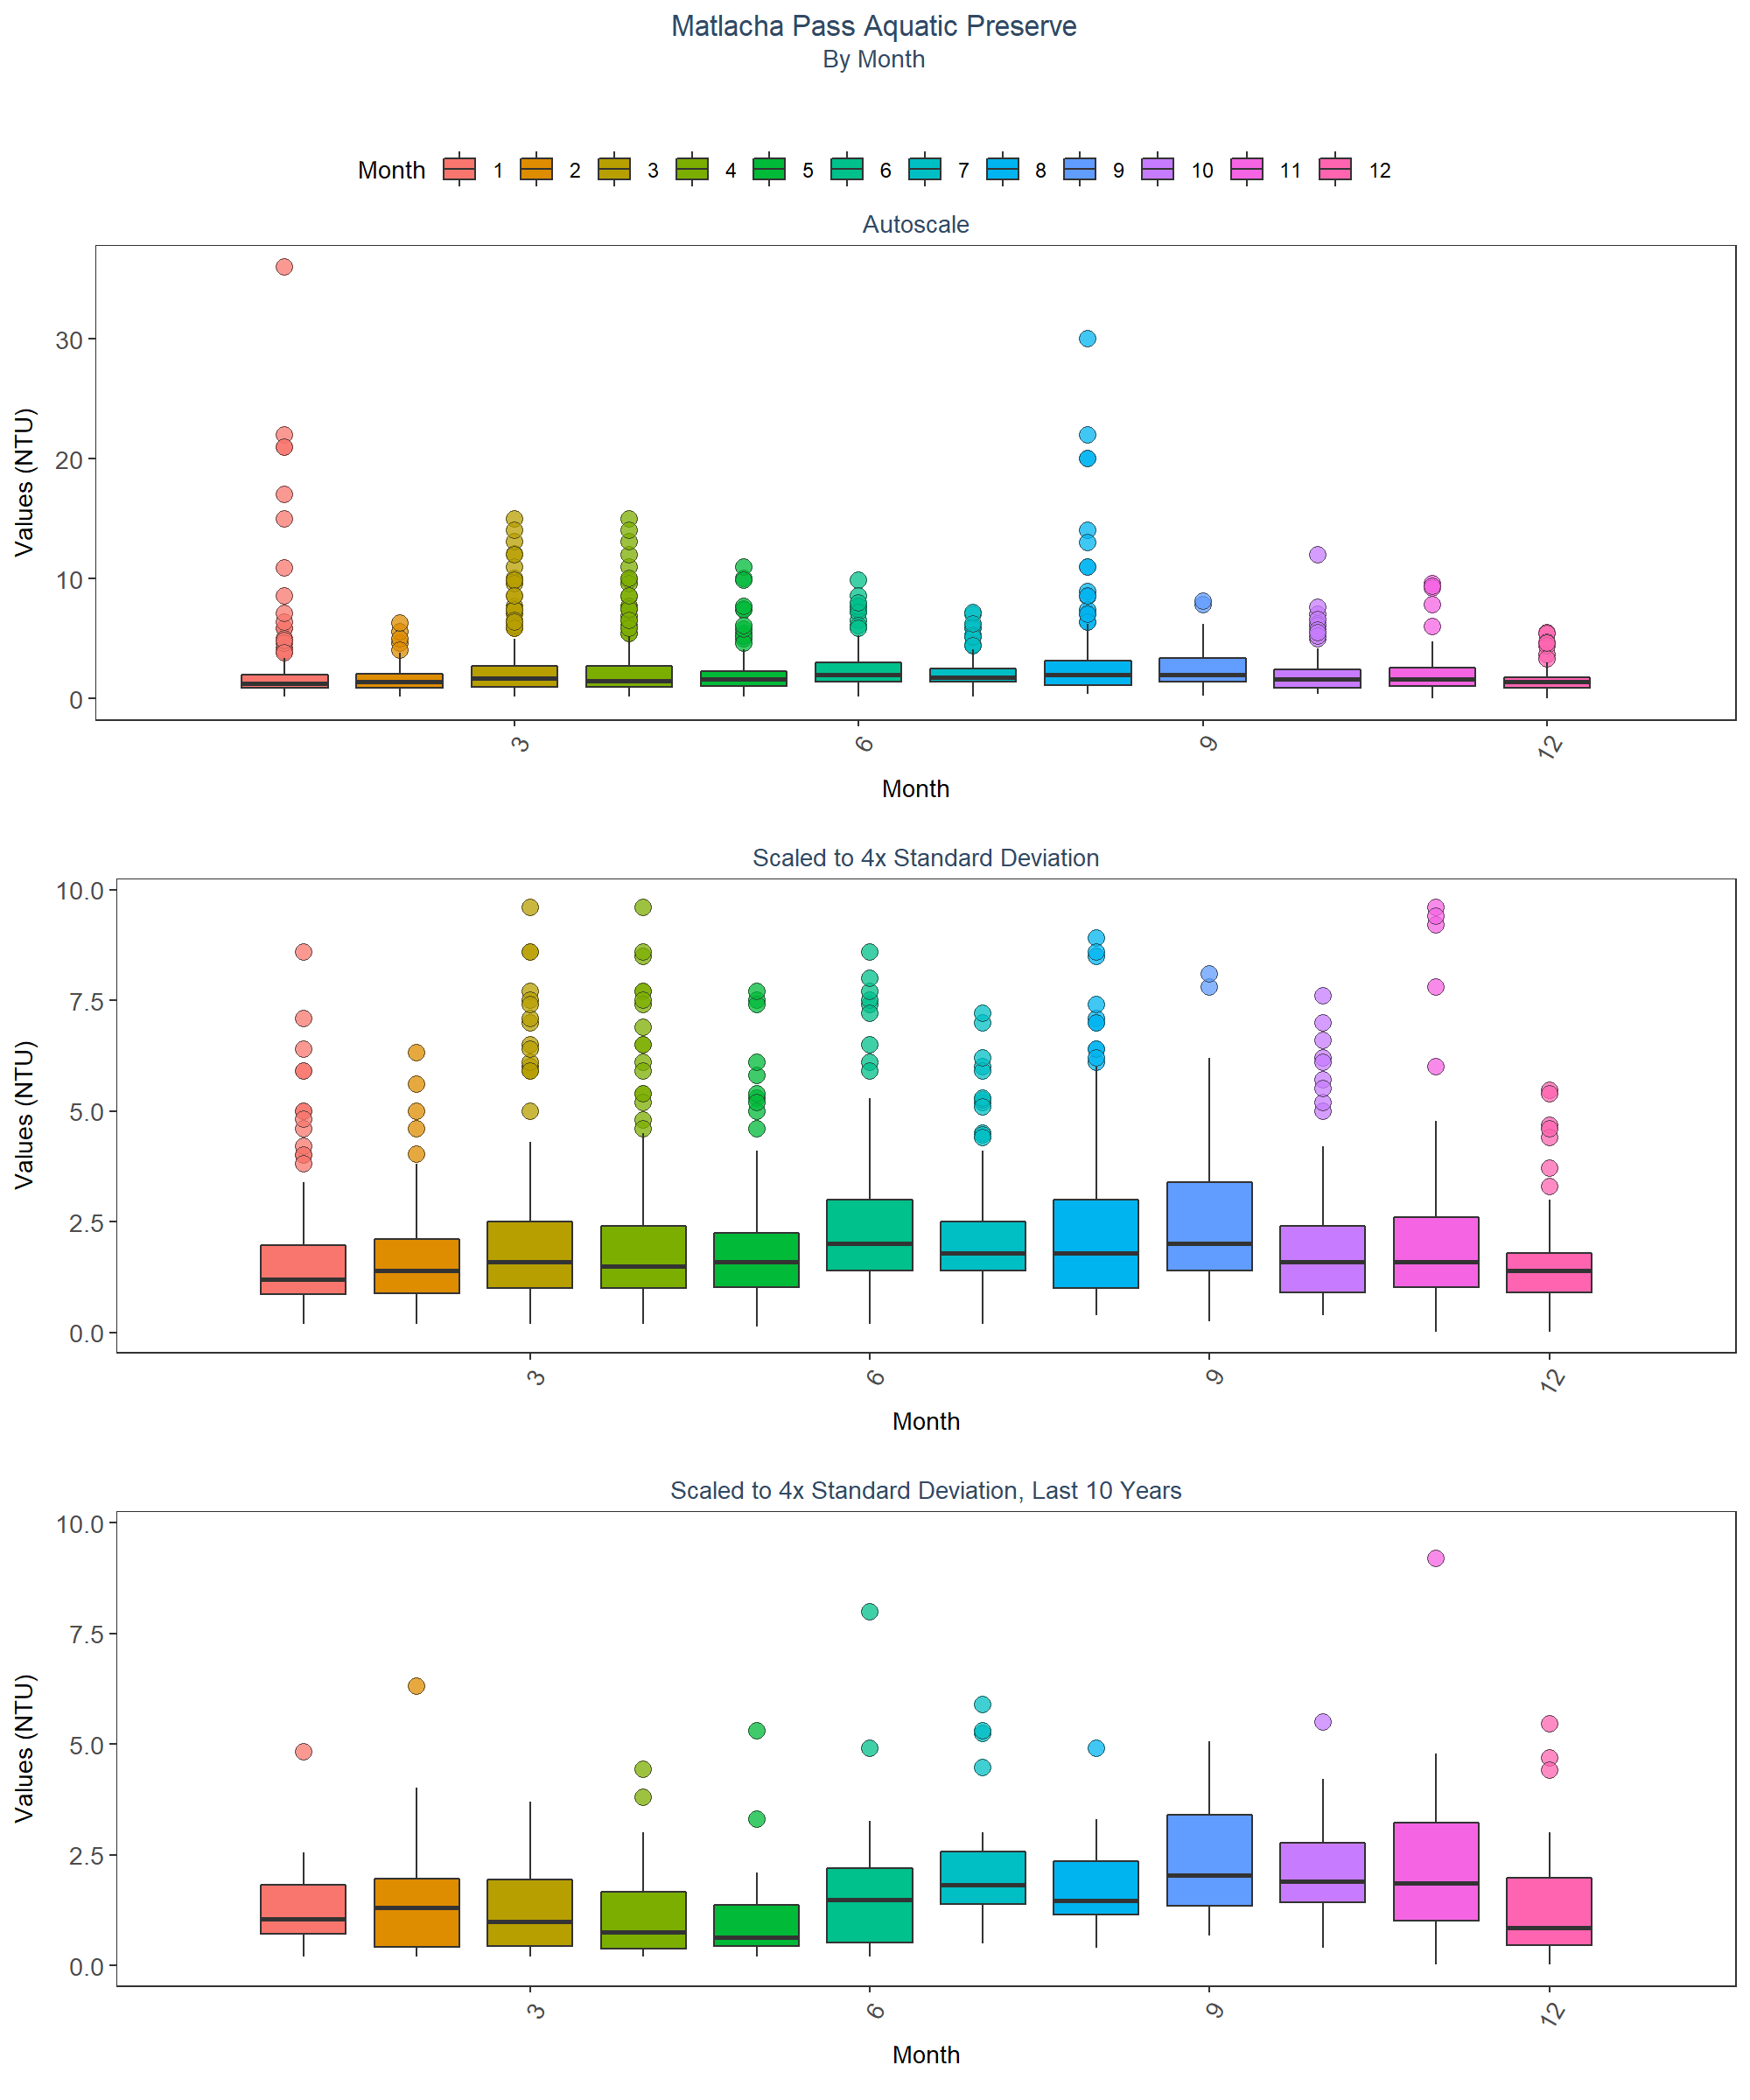 Matlacha Pass Aquatic Preserve
By Month
Month 1 2 3 4 5 6 7 8 9 10 11 12
Autoscale
Values (NTU)
30
20
10
0
3 6 9 12
Month
Scaled to 4x Standard Deviation
Values (NTU)
10.0
7.5
5.0
2.5
0.0
3 6 9 12
Month
Scaled to 4x Standard Deviation, Last 10 Years
Values (NTU)
10.0
7.5
5.0
2.5
0.0
3 6 9 12
Month